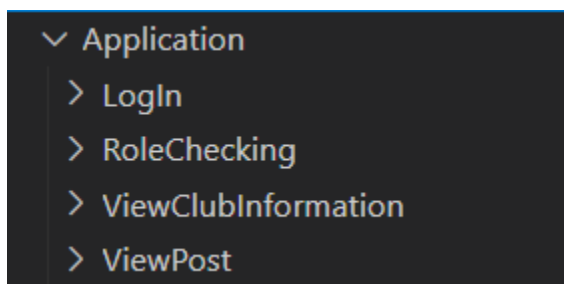 Application
LogIn
RoleChecking
ViewClubInformation
ViewPost